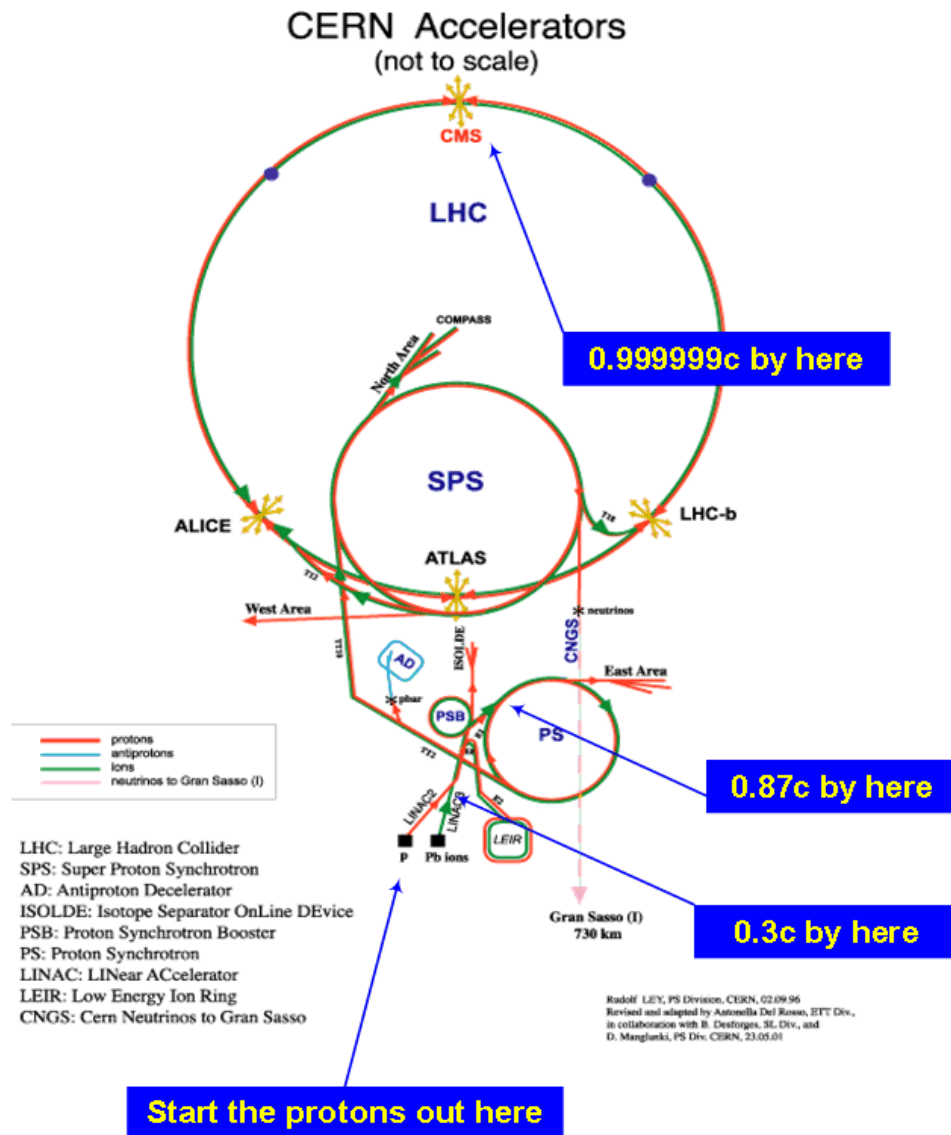 CERN Accelerators
(not to scale)
CMS
LHC
COMPASS
North Area
0.999999c by here
SPS
ALICE
LHC-b
TI8
ATLAS
TI2
West Area
neutrinos
CNGS
ISOLDE
East Area
TT10
AD
pbar
PSB
PS
TT2
E2
0.87c by here
protons
antiprotons
ions
neutrinos to Gran Sasso (I)
LINAC2
LINAC3
LEIR
p
Pb ions
Gran Sasso (I)
730 km
0.3c by here
LHC: Large Hadron Collider
SPS: Super Proton Synchrotron
AD: Antiproton Decelerator
ISOLDE: Isotope Separator OnLine DEvice
PSB: Proton Synchrotron Booster
PS: Proton Synchrotron
LINAC: LINear ACcelerator
LEIR: Low Energy Ion Ring
CNGS: Cern Neutrinos to Gran Sasso
Rudolf LEY, PS Division, CERN, 02.09.96
Revised and adapted by Antonella Del Rosso, ETT Div.,
in collaboration with B. Desforges, SL Div., and
D. Manglunki, PS Div. CERN, 23.05.01
Start the protons out here